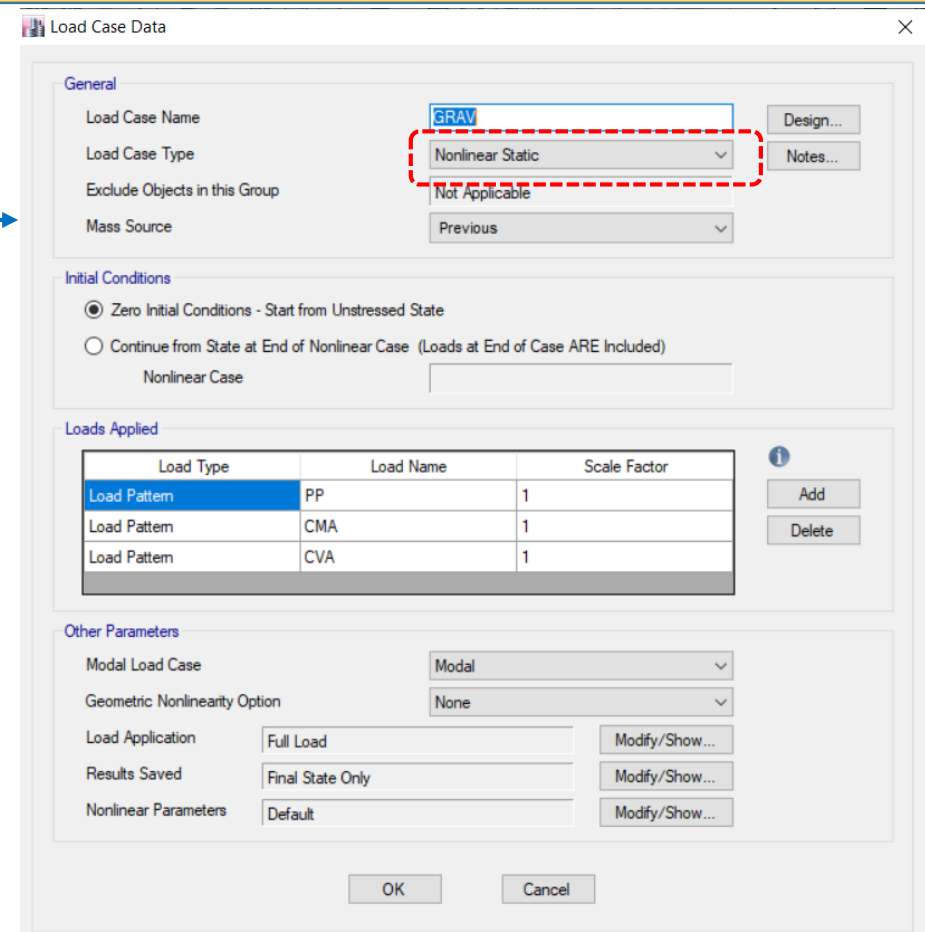 Load Case Data
General
Load Case Name GRAV Design...
Load Case Type Nonlinear Static Notes...
Exclude Objects in this Group Not Applicable
Mass Source Previous
Initial Conditions
Zero Initial Conditions - Start from Unstressed State
Continue from State at End of Nonlinear Case (Loads at End of Case ARE Included)
Nonlinear Case
Loads Applied
Load Type Load Name Scale Factor
Load Pattern PP 1 Add
Load Pattern CMA 1 Delete
Load Pattern CVA 1
Other Parameters
Modal Load Case Modal
Geometric Nonlinearity Option None
Load Application Full Load Modify/Show...
Results Saved Final State Only Modify/Show...
Nonlinear Parameters Default Modify/Show...
OK Cancel